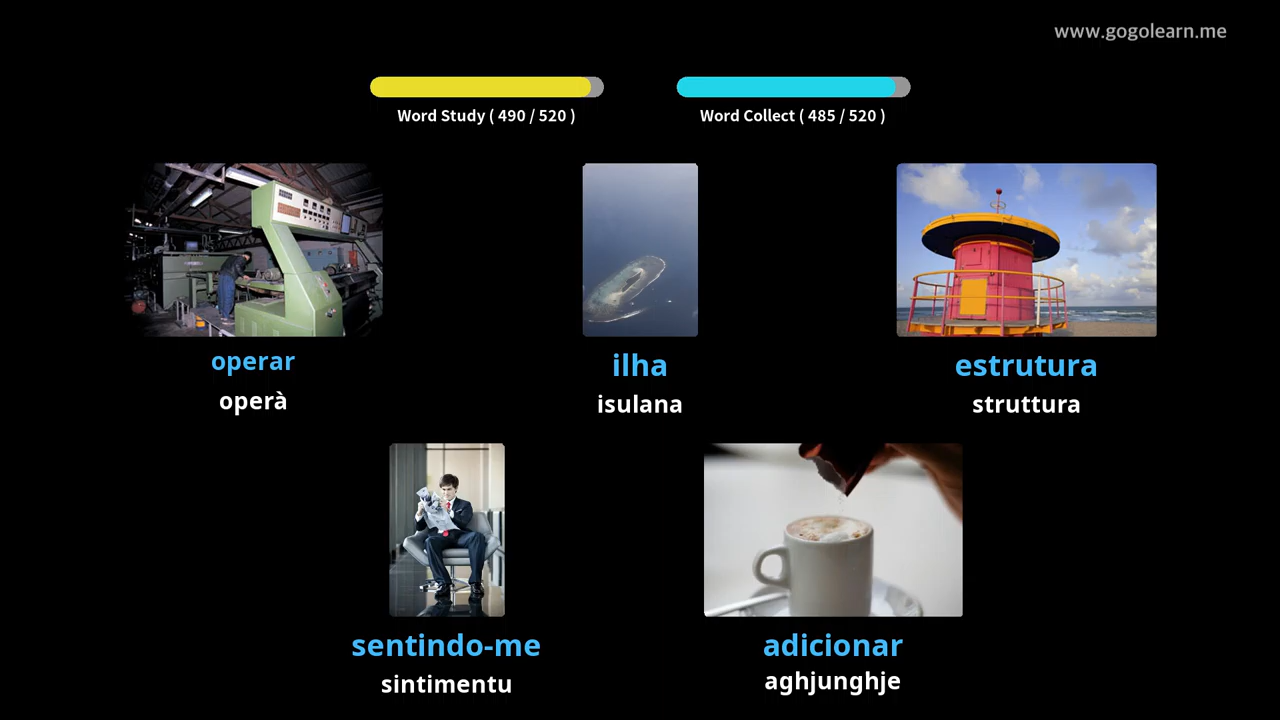 www.gogolearn.me
Word Study ( 490 / 520 )
Word Collect ( 485 / 520 )
operar
operà
ilha
isulana
estrutura
struttura
sentindo-me
sintimentu
adicionar
aghjunghje